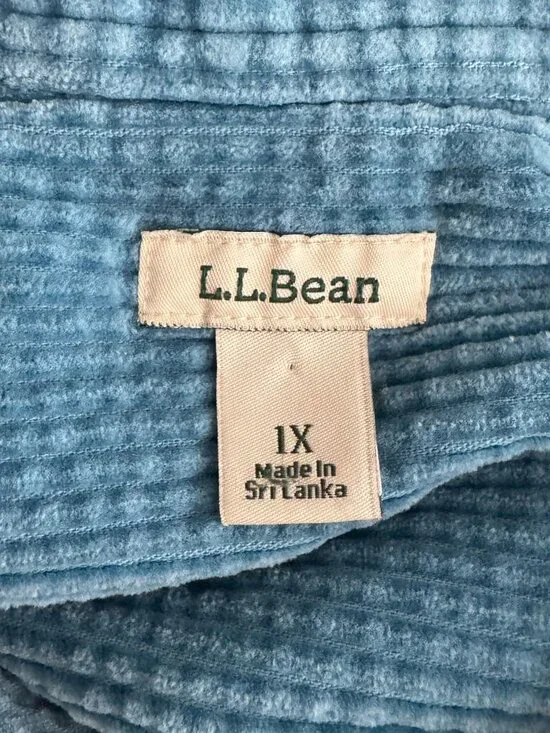 L.L.Bean
1X
Made In
Sri Lanka